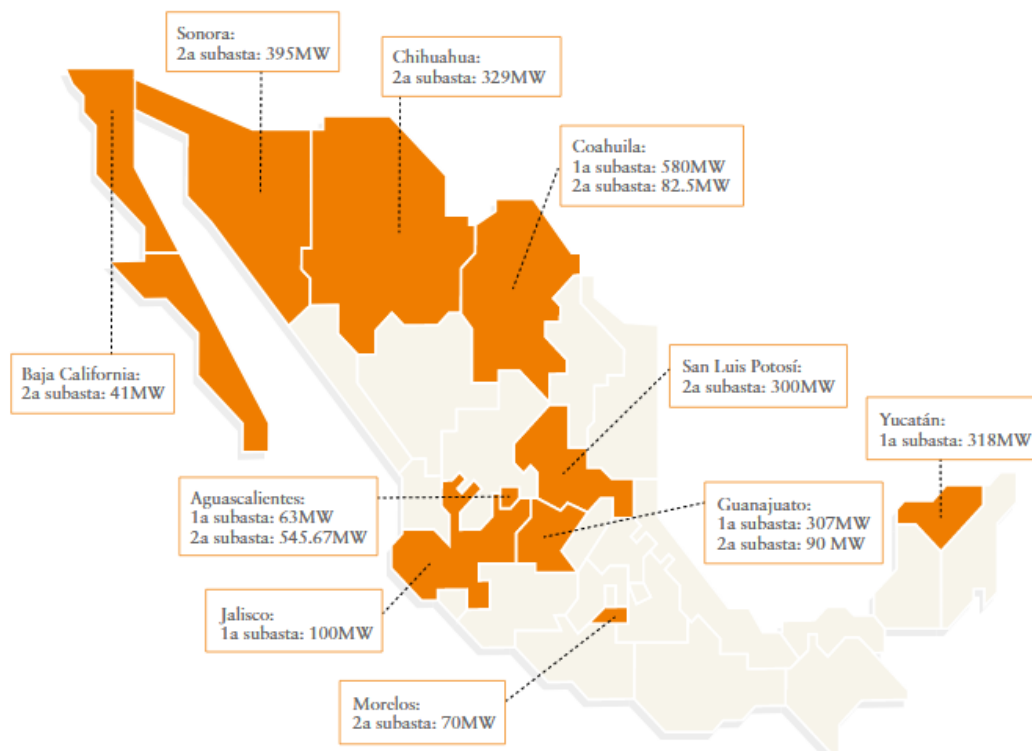 Sonora:
2a subasta: 395MW
Chihuahua:
2a subasta: 329MW
Coahuila:
1a subasta: 580MW
2a subasta: 82.5MW
Baja California:
2a subasta: 41MW
San Luis Potosí:
2a subasta: 300MW
Yucatán:
1a subasta: 318MW
Aguascalientes:
1a subasta: 63MW
2a subasta: 545.67MW
Guanajuato:
1a subasta: 307MW
2a subasta: 90 MW
Jalisco:
1a subasta: 100MW
Morelos:
2a subasta: 70MW